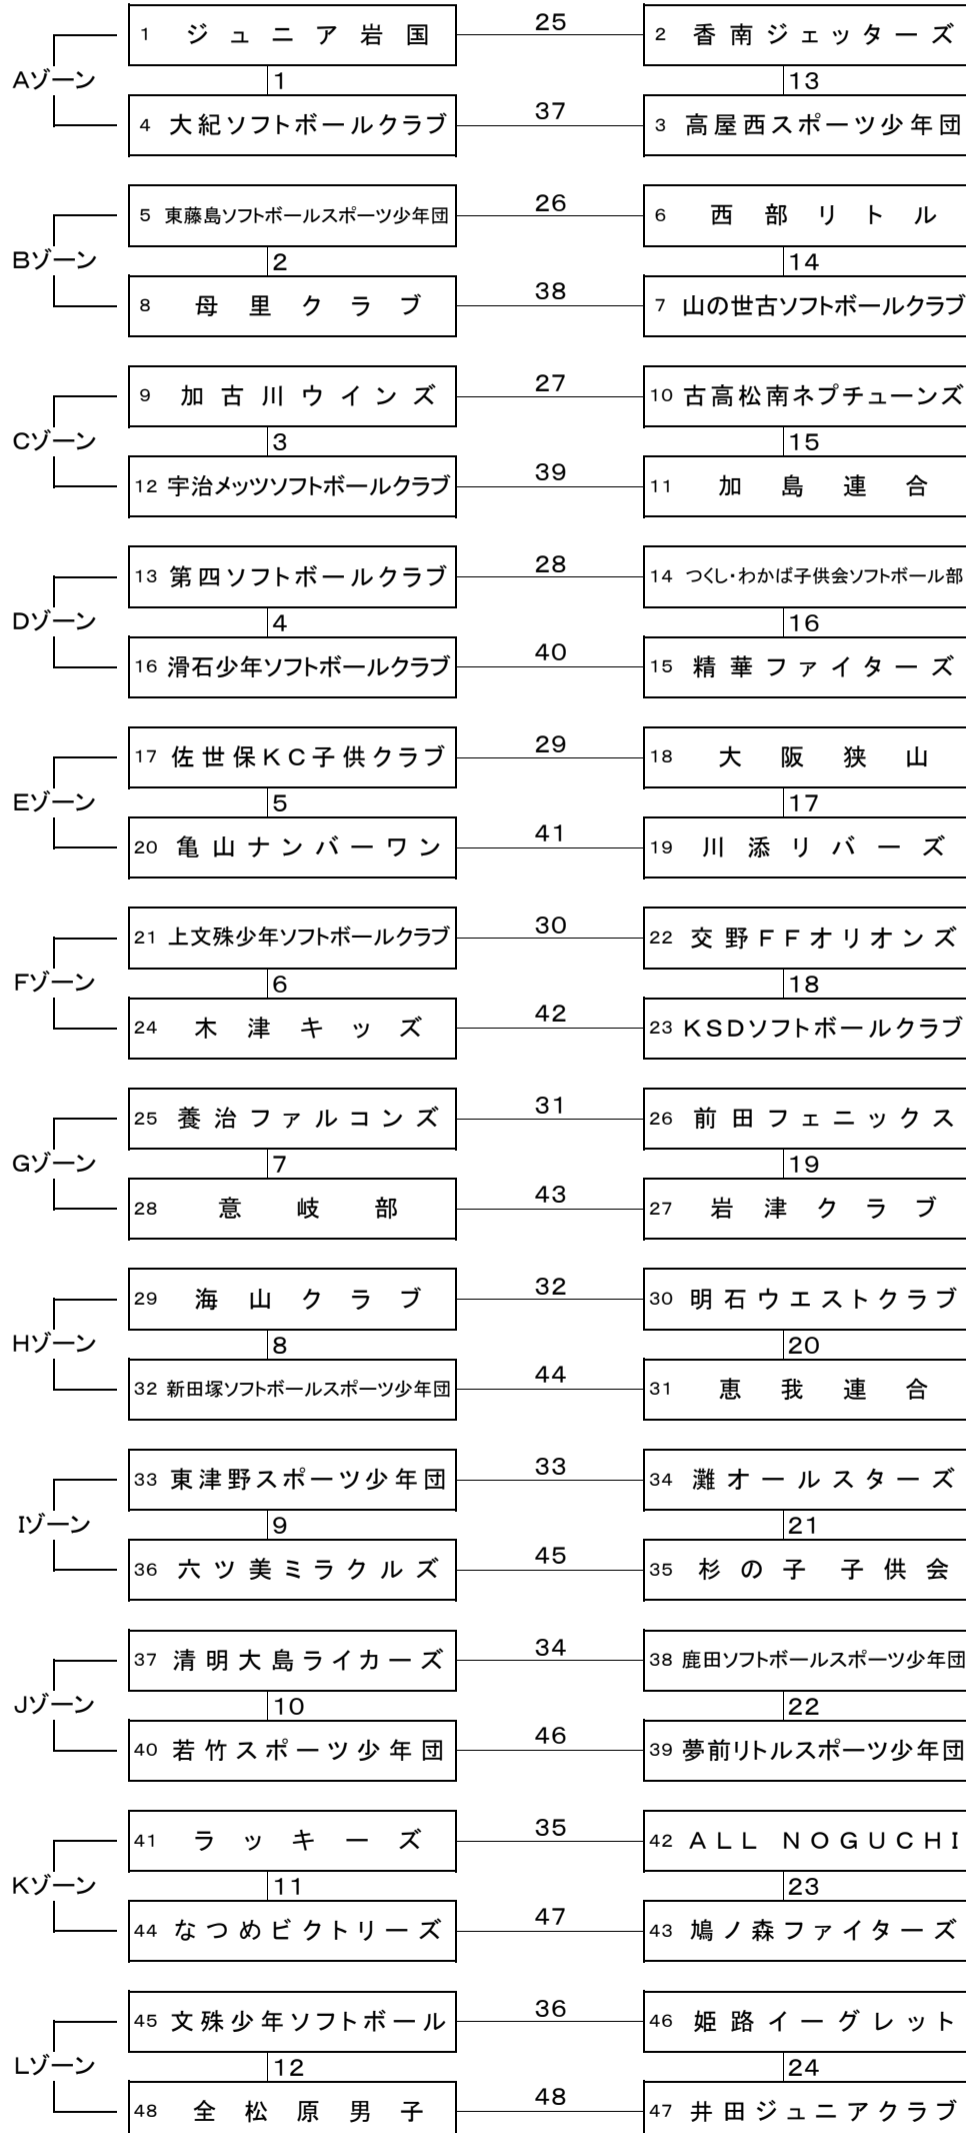 1 ジュニア岩国 25 2 香南ジェッターズ
Aゾーン 1 13
4 大紀ソフトボールクラブ 37 3 高屋西スポーツ少年団
5 東藤島ソフトボールスポーツ少年団 26 6 西部リトル
Bゾーン 2 14
8 母里クラブ 38 7 山の世古ソフトボールクラブ
9 加古川ウインズ 27 10 古高松南ネプチューンズ
Cゾーン 3 15
12 宇治メッツソフトボールクラブ 39 11 加島連合
13 第四ソフトボールクラブ 28 14 つくし・わかば子供会ソフトボール部
Dゾーン 4 16
16 滑石少年ソフトボールクラブ 40 15 精華ファイターズ
17 佐世保KC子供クラブ 29 18 大阪狭山
Eゾーン 5 17
20 亀山ナンバーワン 41 19 川添リバーズ
21 上文殊少年ソフトボールクラブ 30 22 交野FFオリオンズ
Fゾーン 6 18
24 木津キッズ 42 23 KSDソフトボールクラブ
25 養治ファルコンズ 31 26 前田フェニックス
Gゾーン 7 19
28 意岐部 43 27 岩津クラブ
29 海山クラブ 32 30 明石ウエストクラブ
Hゾーン 8 20
32 新田塚ソフトボールスポーツ少年団 44 31 恵我連合
33 東津野スポーツ少年団 33 34 灘オールスターズ
Iゾーン 9 21
36 六ツ美ミラクルズ 45 35 杉の子 子供会
37 清明大島ライカーズ 34 38 鹿田ソフトボールスポーツ少年団
Jゾーン 10 22
40 若竹スポーツ少年団 46 39 夢前リトルスポーツ少年団
41 ラッキーズ 35 42 ALL NOGUCHI
Kゾーン 11 23
44 なつめビクトリーズ 47 43 鳩ノ森ファイターズ
45 文殊少年ソフトボール 36 46 姫路イーグレット
Lゾーン 12 24
48 全松原男子 48 47 井田ジュニアクラブ